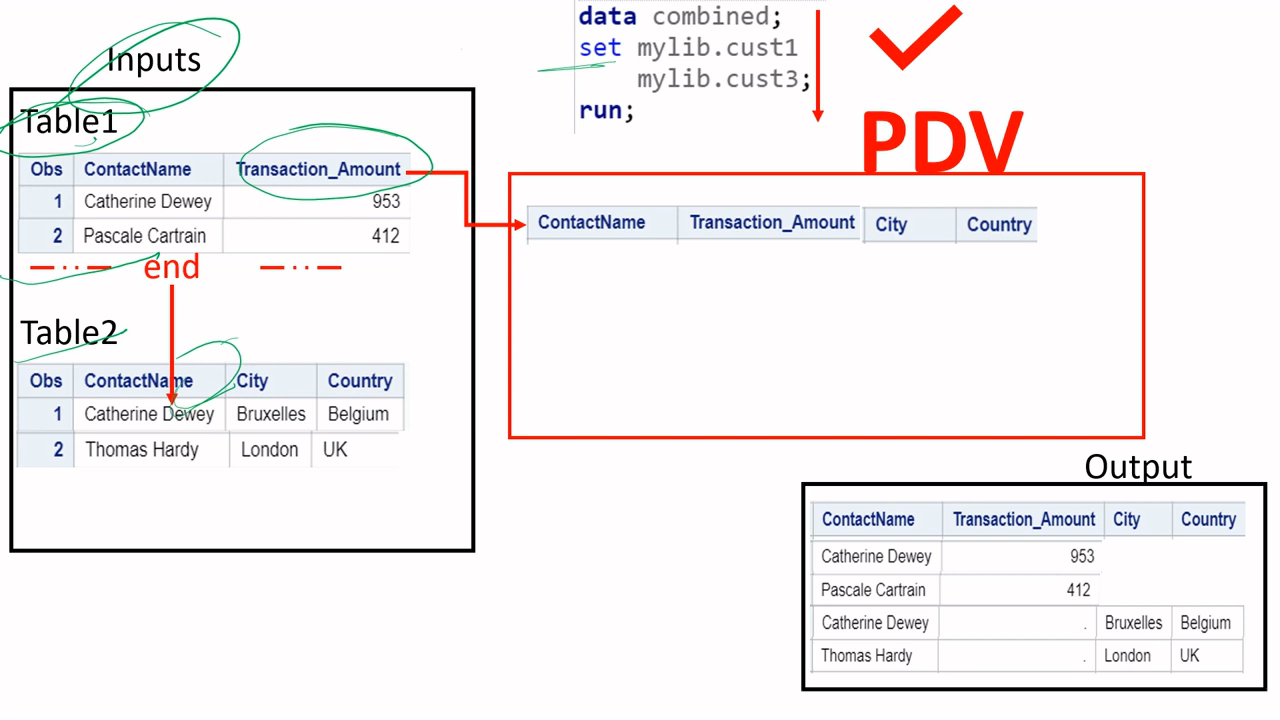 data combined;
set mylib.cust1
mylib.cust3;
run;
Inputs
Table1
Obs ContactName Transaction_Amount
1 Catherine Dewey 953
2 Pascale Cartrain 412
end
Table2
Obs ContactName City Country
1 Catherine Dewey Bruxelles Belgium
2 Thomas Hardy London UK
PDV
ContactName Transaction_Amount City Country
Output
ContactName Transaction_Amount City Country
Catherine Dewey 953
Pascale Cartrain 412
Catherine Dewey . Bruxelles Belgium
Thomas Hardy . London UK